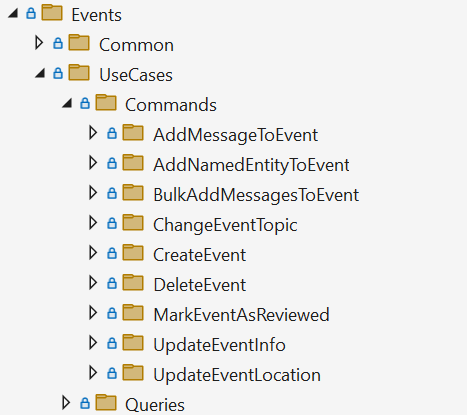 Events
Common
UseCases
Commands
AddMessageToEvent
AddNamedEntityToEvent
BulkAddMessagesToEvent
ChangeEventTopic
CreateEvent
DeleteEvent
MarkEventAsReviewed
UpdateEventInfo
UpdateEventLocation
Queries